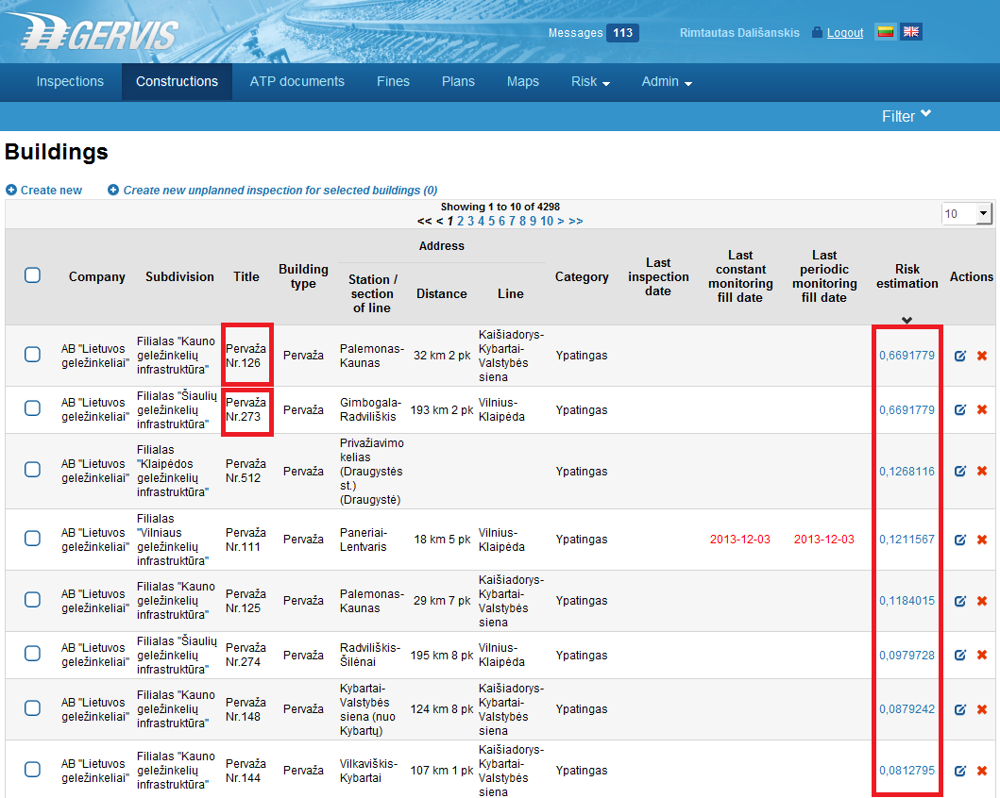 GERVIS
Messages 113
Rimtautas Dališanskis
Logout
Inspections Constructions ATP documents Fines Plans Maps Risk Admin
Filter
Buildings
Create new
Create new unplanned inspection for selected buildings (0)
Showing 1 to 10 of 4298
<< < 1 2 3 4 5 6 7 8 9 10 > >>
10
Company
Subdivision
Title
Building
type
Address
Station /
section
of line
Distance
Line
Category
Last
inspection
date
Last
constant
monitoring
fill date
Last
periodic
monitoring
fill date
Risk
estimation
Actions
AB "Lietuvos
geležinkeliai"
Filialas "Kauno
geležinkelių
infrastruktūra"
Pervaža
Nr.126
Pervaža
Palemonas-
Kaunas
32 km 2 pk
Kaišiadorys-
Kybartai-
Valstybės
siena
Ypatingas
0,6691779
AB "Lietuvos
geležinkeliai"
Filialas "Šiaulių
geležinkelių
infrastruktūra"
Pervaža
Nr.273
Pervaža
Gimbogala-
Radviliškis
193 km 2 pk
Vilnius-
Klaipėda
Ypatingas
0,6691779
AB "Lietuvos
geležinkeliai"
Filialas
"Klaipėdos
geležinkelių
infrastruktūra"
Pervaža
Nr.512
Pervaža
Privažiavimo
kelias
(Draugystės
st.)
(Draugystė)
Ypatingas
0,1268116
AB "Lietuvos
geležinkeliai"
Filialas
"Vilniaus
geležinkelių
infrastruktūra"
Pervaža
Nr.111
Pervaža
Paneriai-
Lentvaris
18 km 5 pk
Vilnius-
Klaipėda
Ypatingas
2013-12-03
2013-12-03
0,1211567
AB "Lietuvos
geležinkeliai"
Filialas "Kauno
geležinkelių
infrastruktūra"
Pervaža
Nr.125
Pervaža
Palemonas-
Kaunas
29 km 7 pk
Kaišiadorys-
Kybartai-
Valstybės
siena
Ypatingas
0,1184015
AB "Lietuvos
geležinkeliai"
Filialas "Šiaulių
geležinkelių
infrastruktūra"
Pervaža
Nr.274
Pervaža
Radviliškis-
Šilėnai
195 km 8 pk
Vilnius-
Klaipėda
Ypatingas
0,0979728
AB "Lietuvos
geležinkeliai"
Filialas "Kauno
geležinkelių
infrastruktūra"
Pervaža
Nr.148
Pervaža
Kybartai-
Valstybės
siena (nuo
Kybartų)
124 km 8 pk
Kaišiadorys-
Kybartai-
Valstybės
siena
Ypatingas
0,0879242
AB "Lietuvos
geležinkeliai"
Filialas "Kauno
geležinkelių
infrastruktūra"
Pervaža
Nr.144
Pervaža
Vilkaviškis-
Kybartai
107 km 1 pk
Kaišiadorys-
Kybartai-
Valstybės
siena
Ypatingas
0,0812795